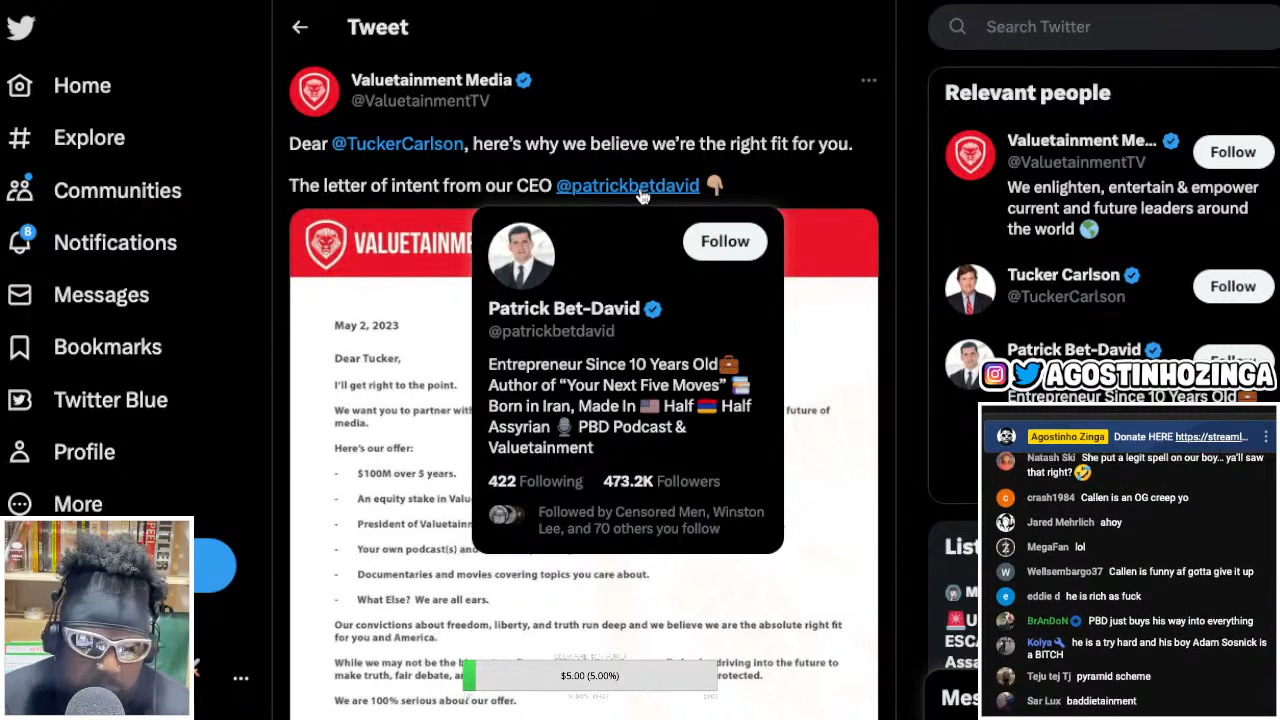 Home
Explore
Communities
8
Notifications
Messages
Bookmarks
Twitter Blue
Profile
More
Tweet
Valuetainment Media
@ValuetainmentTV
Dear @TuckerCarlson, here's why we believe we're the right fit for you.
The letter of intent from our CEO @patrickbetdavid
VALUETAINME
May 2, 2023
Dear Tucker,
I'll get right to the point.
We want you to partner with future of
media.
Here's our offer:
- $100M over 5 years.
- An equity stake in Valu
- President of Valuetainm
- Your own podcast(s) and
- Documentaries and movies covering topics you care about.
- What Else? We are all ears.
Our convictions about freedom, liberty, and truth run deep and we believe we are the absolute right fit
for you and America.
While we may not be the b driving into the future to
make truth, fair debate, a rotected.
We are 100% serious about our offer.
Follow
Patrick Bet-David
@patrickbetdavid
Entrepreneur Since 10 Years Old
Author of "Your Next Five Moves"
Born in Iran, Made In Half Half
Assyrian PBD Podcast &
Valuetainment
422 Following 473.2K Followers
Followed by Censored Men, Winston
Lee, and 70 others you follow
$5.00 (5.00%)
Search Twitter
Relevant people
Valuetainment Me...
@ValuetainmentTV
Follow
We enlighten, entertain & empower
current and future leaders around
the world
Tucker Carlson
@TuckerCarlson
Follow
Patrick Bet-David
AGOSTINHOZINGA
Entrepreneur Since 10 Years Old
Agostinho Zinga Donate HERE https://streaml...
Natash Ski She put a legit spell on our boy... ya'll saw
that right?
crash1984 Callen is an OG creep yo
Jared Mehrlich ahoy
MegaFan lol
Wellsembargo37 Callen is funny af gotta give it up
eddie d he is rich as fuck
BrAnDoN PBD just buys his way into everything
Kolya he is a try hard and his boy Adam Sosnick is
a BITCH
Teju tej Tj pyramid scheme
Sar Lux baddietainment
List
M
U
ESCA
Assa
Mes